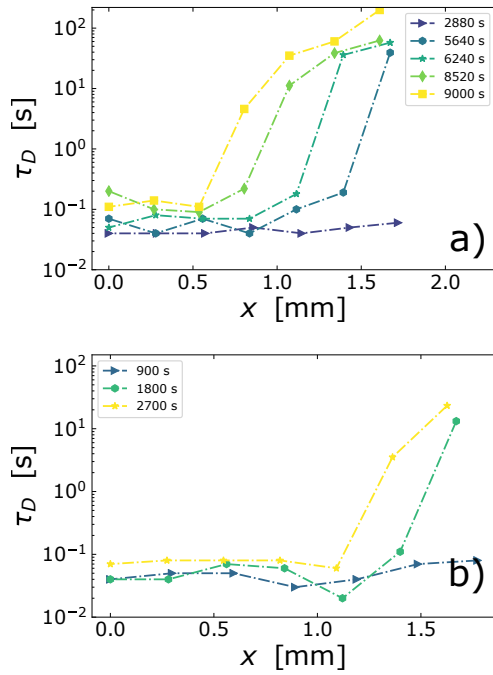 a)
2880 s
5640 s
6240 s
8520 s
9000 s
τ_D [s]
10²
10¹
10⁰
10⁻¹
10⁻²
0.0 0.5 1.0 1.5 2.0
x [mm]
b)
900 s
1800 s
2700 s
τ_D [s]
10²
10¹
10⁰
10⁻¹
10⁻²
0.0 0.5 1.0 1.5
x [mm]